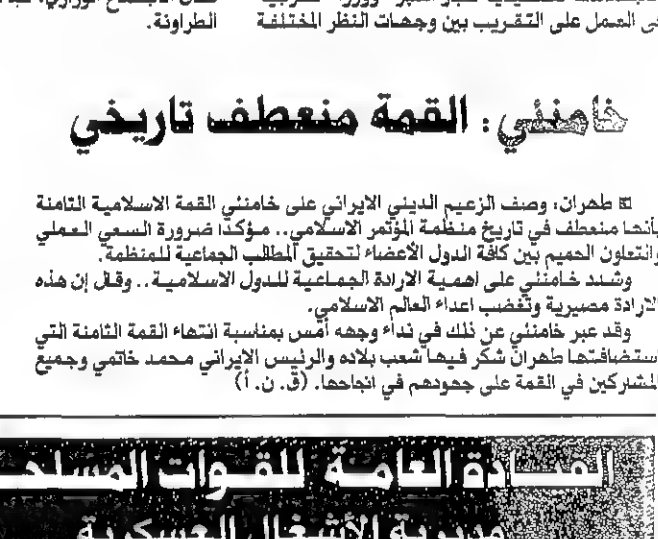 على العمل على التقريب بين وجهات النظر المختلفة
الطراونة.
خامنئي: القمة منعطف تاريخي
طهران: وصف الزعيم الديني الايراني على خامنئي القمة الاسلامية الثامنة
بأنها منعطف في تاريخ منظمة المؤتمر الاسلامي.. مؤكدا ضرورة السعي العملي
والتعاون الحميم بين كافة الدول الأعضاء لتحقيق المطالب الجماعية للمنظمة.
وشدد خامنئي على اهمية الارادة الجماعية للدول الاسلامية.. وقال إن هذه
الارادة مصيرية وتغضب اعداء العالم الاسلامي.
وقد عبر خامنئي عن ذلك في نداء وجهه أمس بمناسبة انتهاء القمة الثامنة التي
استضافتها طهران شكر فيها شعب بلاده والرئيس الايراني محمد خاتمي وجميع
المشاركين في القمة على جهودهم في انجاحها. (ق. ن. أ)
القيادة العامة للقوات المسلحـ
مديرية الأشغال العسكرية